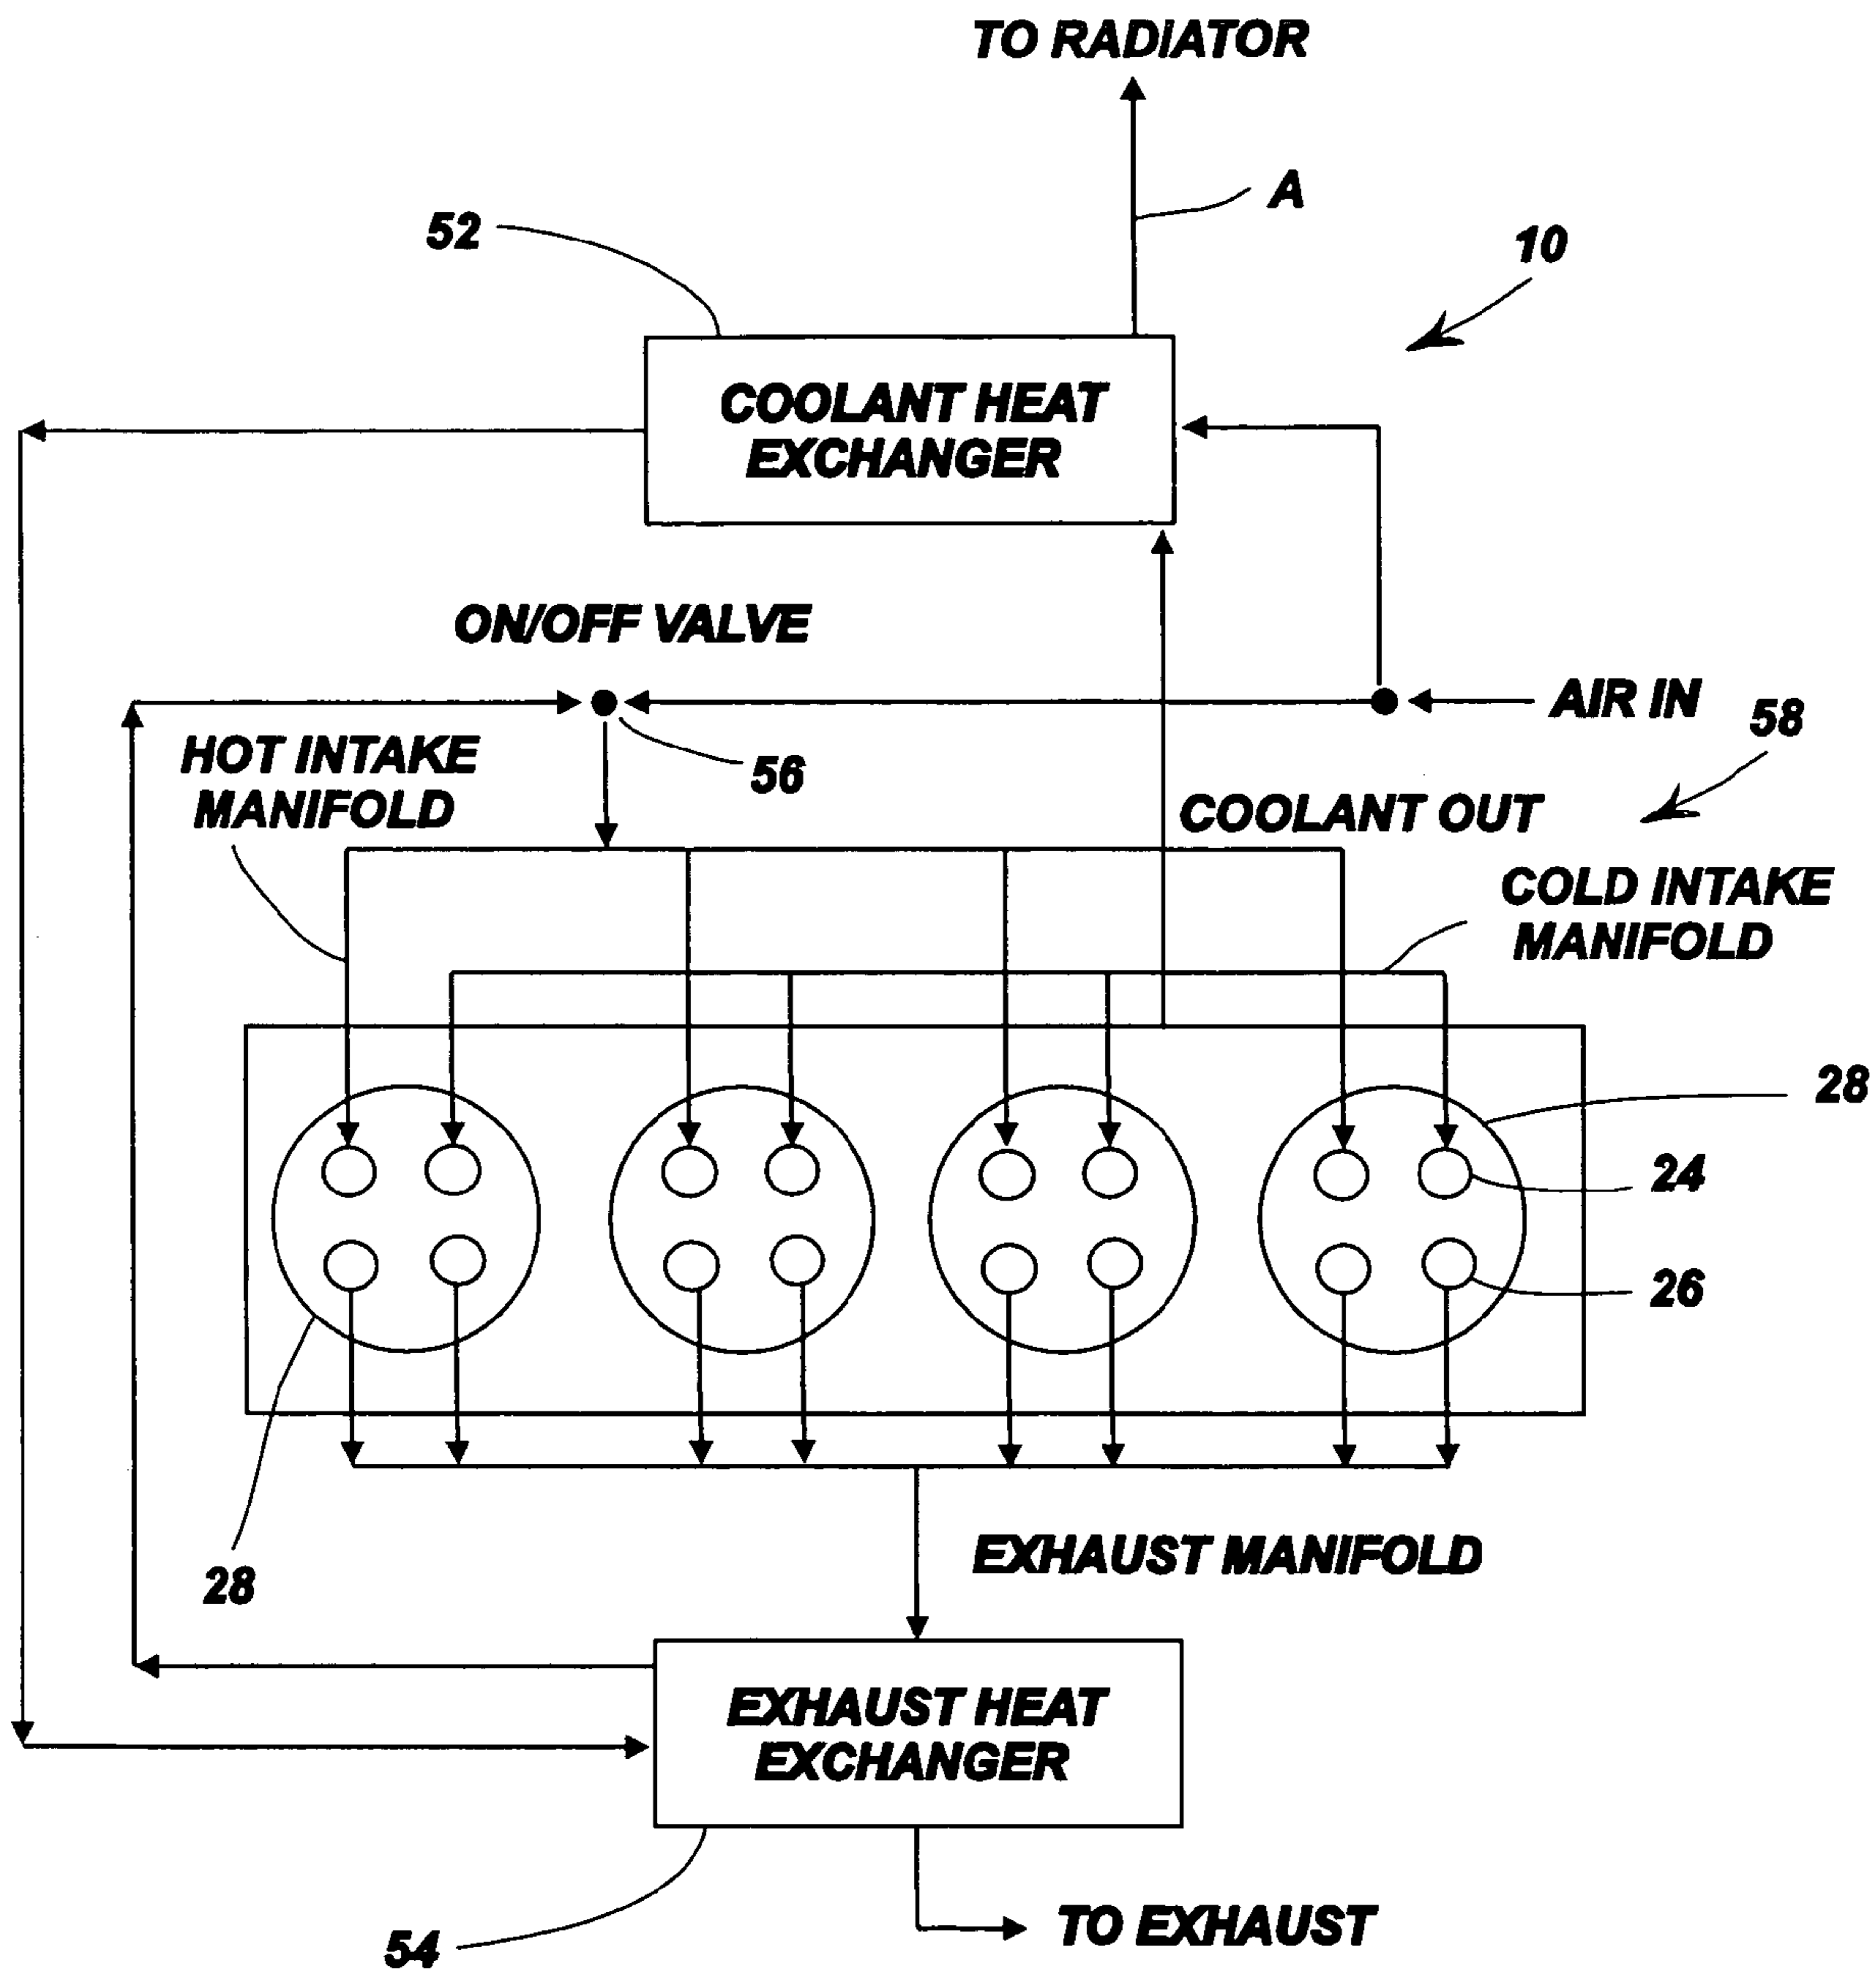 TO RADIATOR
A
52
10
COOLANT HEAT
EXCHANGER
ON/OFF VALVE
AIR IN
58
HOT INTAKE
MANIFOLD
56
COOLANT OUT
COLD INTAKE
MANIFOLD
28
24
26
EXHAUST MANIFOLD
28
EXHAUST HEAT
EXCHANGER
TO EXHAUST
54